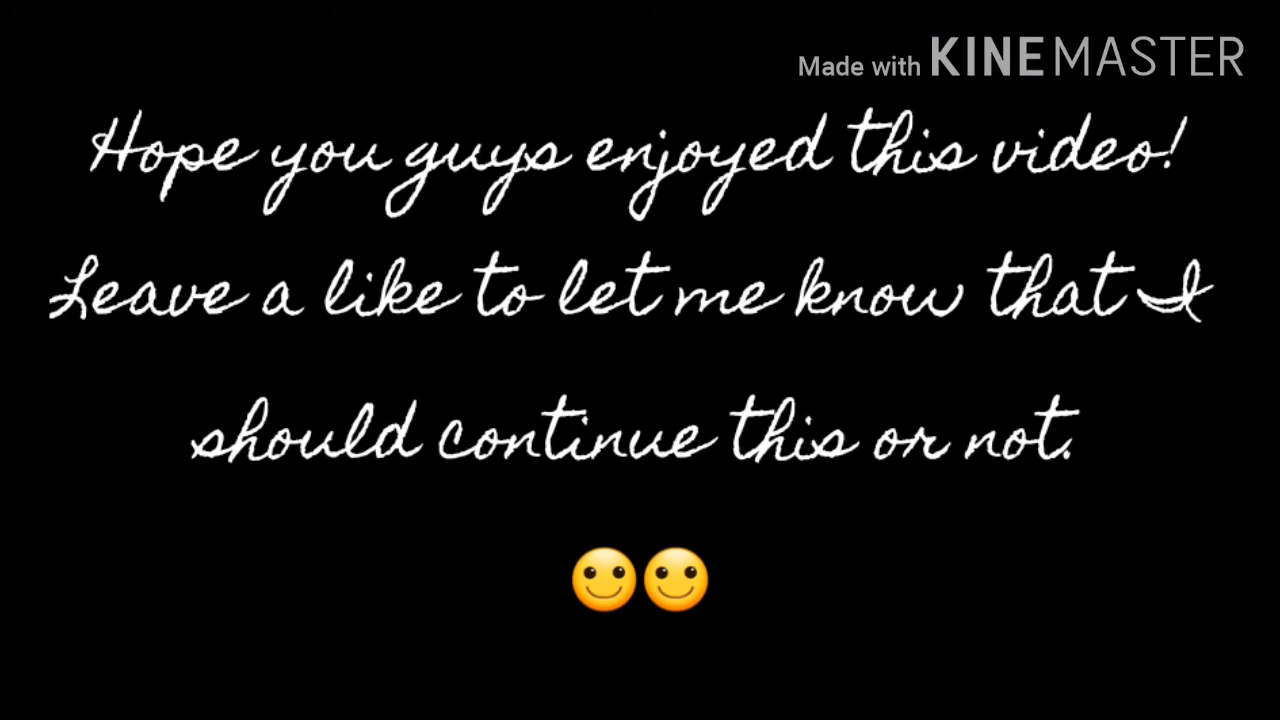 Made with KINEMASTER
Hope you guys enjoyed this video!
Leave a like to let me know that I
should continue this or not.
🙂🙂